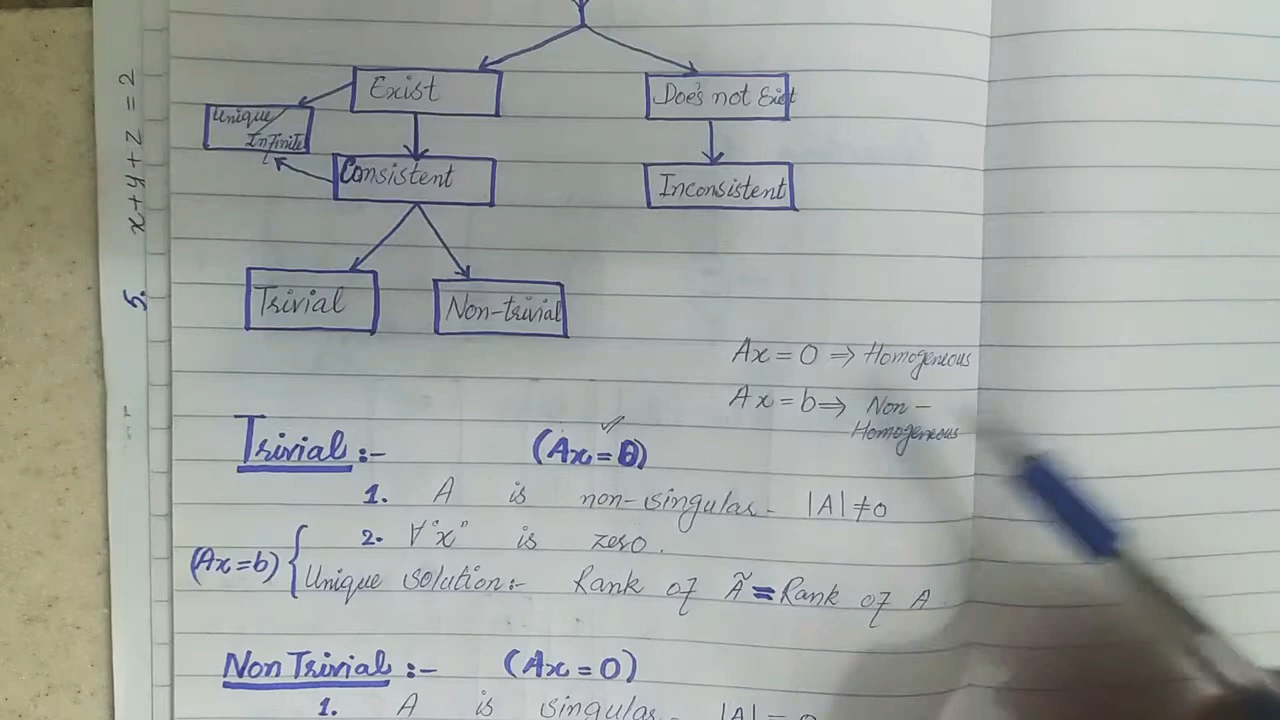 Exist
Does not Exist
Unique
Infinite
Consistent
Inconsistent
Trivial
Non-trivial
Ax = 0 ⇒ Homogeneous
Ax = b ⇒ Non-
Homogeneous
Trivial :- (Ax = 0)
1. A is non-singular. |A| ≠ 0
2. ∀ "x" is zero.
(Ax = b) { Unique solution:- Rank of Ã = Rank of A
Non Trivial :- (Ax = 0)
1. A is singular. |A| = 0
5. x + y + z = 2